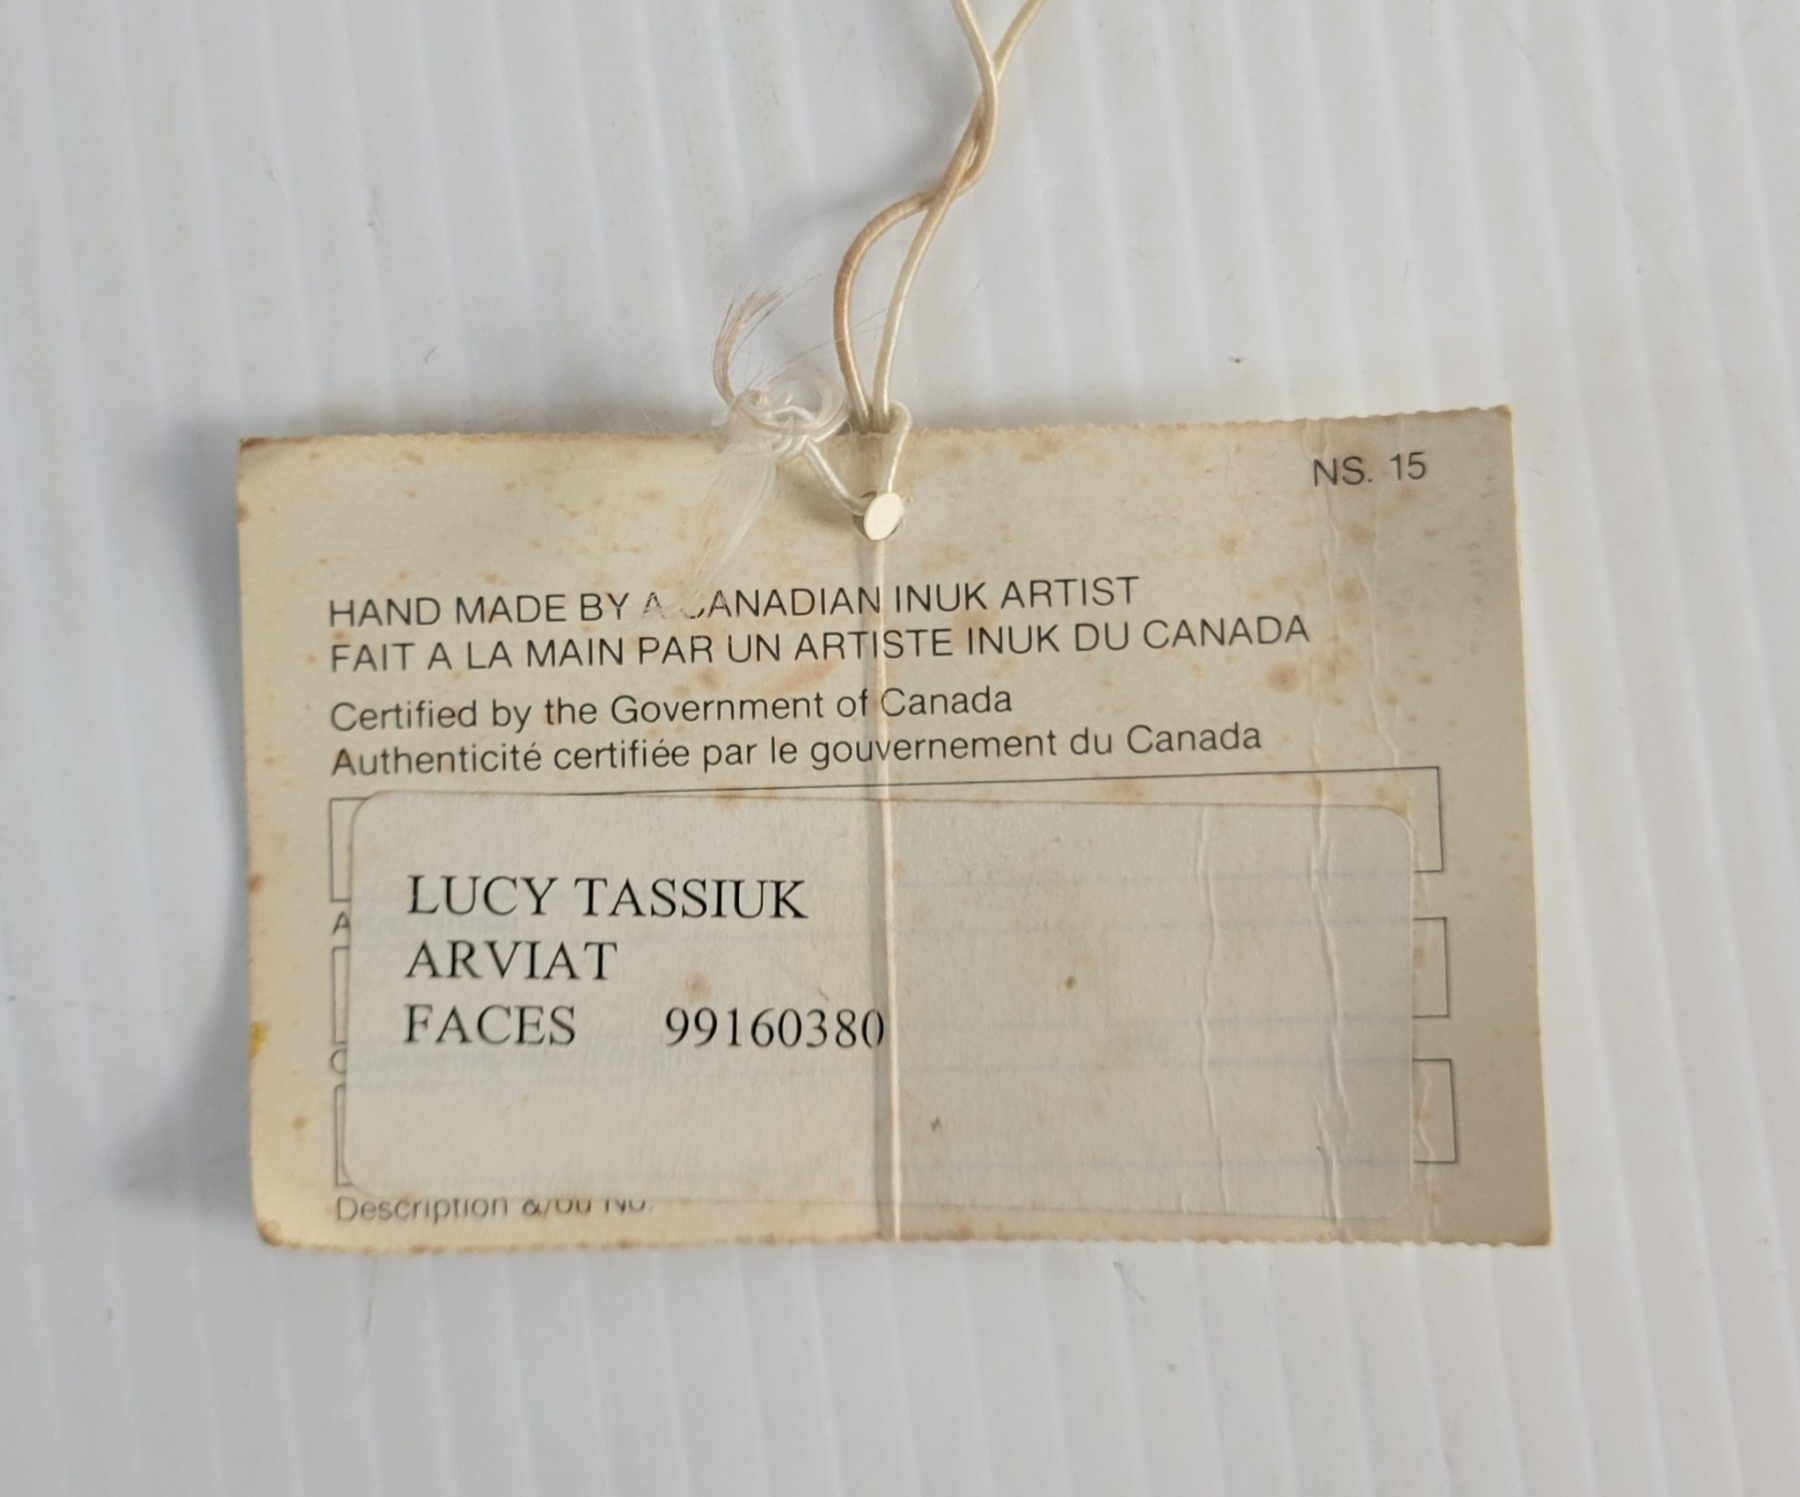 NS. 15
HAND MADE BY A CANADIAN INUK ARTIST
FAIT A LA MAIN PAR UN ARTISTE INUK DU CANADA
Certified by the Government of Canada
Authenticité certifiée par le gouvernement du Canada
LUCY TASSIUK
A
ARVIAT
FACES 99160380
C
Description &/ou No.